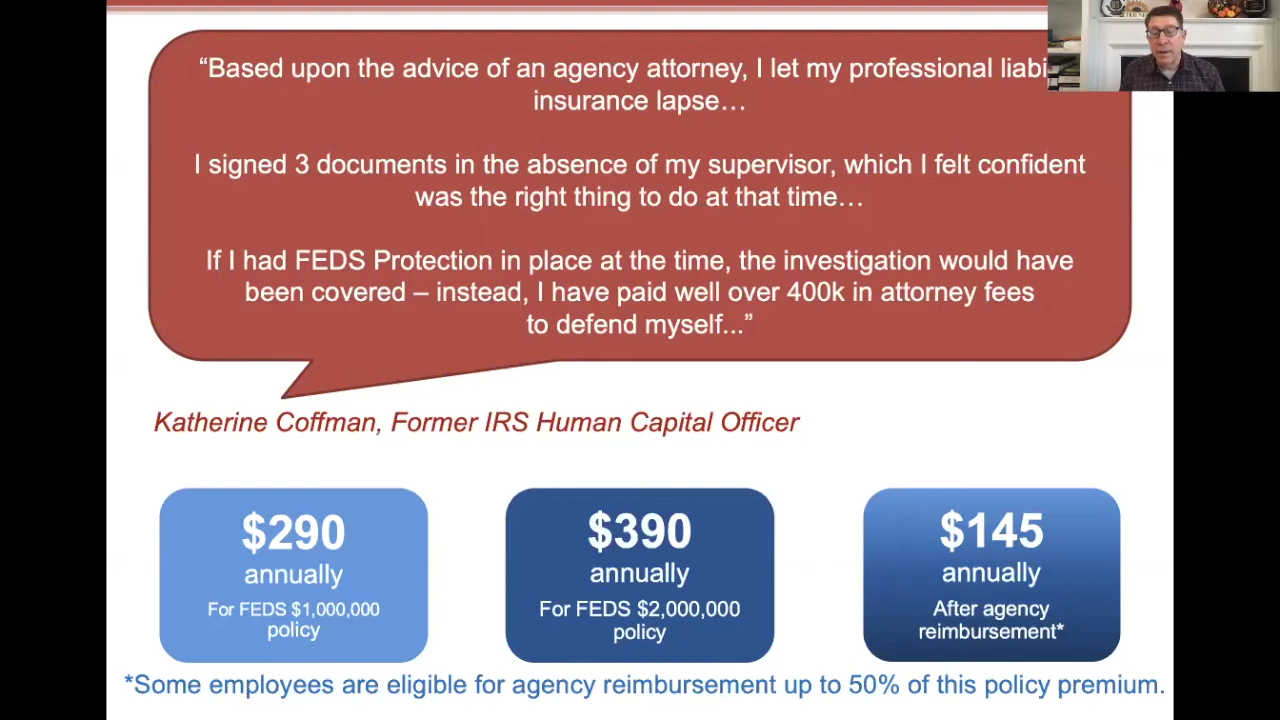 “Based upon the advice of an agency attorney, I let my professional
insurance lapse…
I signed 3 documents in the absence of my supervisor, which I felt confident
was the right thing to do at that time…
If I had FEDS Protection in place at the time, the investigation would have
been covered – instead, I have paid well over 400k in attorney fees
to defend myself...”
Katherine Coffman, Former IRS Human Capital Officer
$290
annually
For FEDS $1,000,000
policy
$390
annually
For FEDS $2,000,000
policy
$145
annually
After agency
reimbursement*
*Some employees are eligible for agency reimbursement up to 50% of this policy premium.